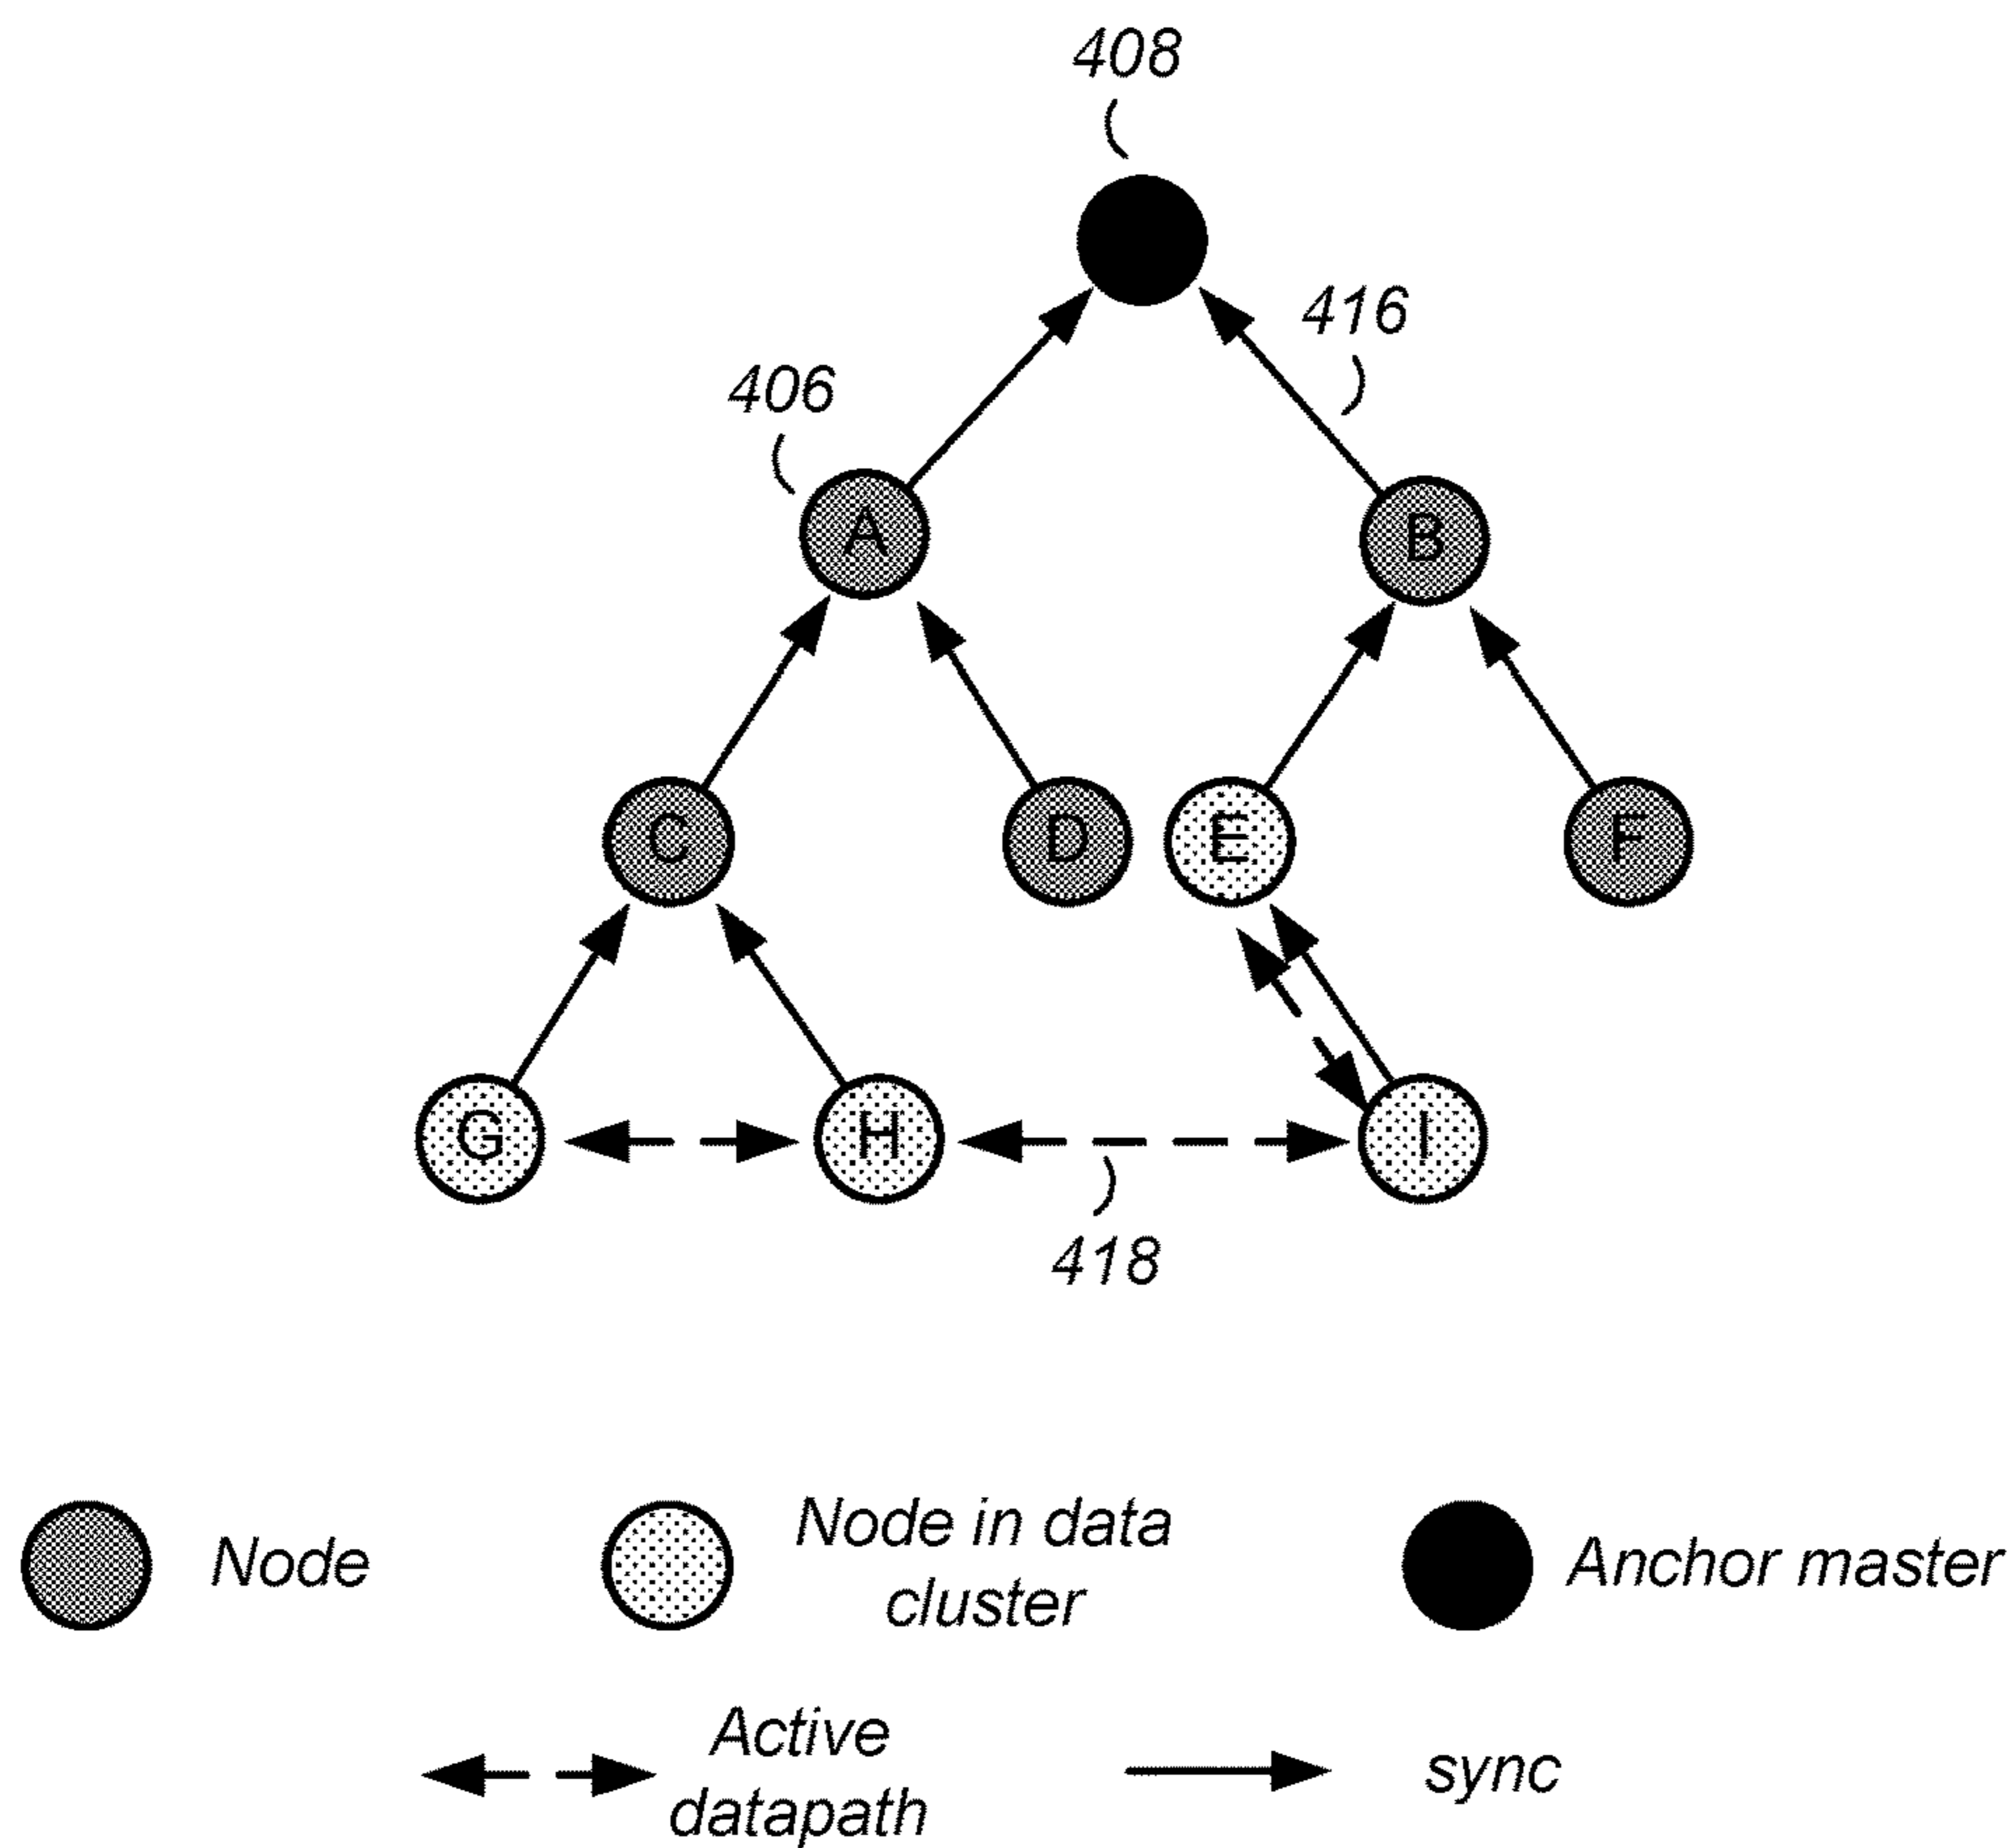 408
416
406
A
B
C
D
E
F
G
H
I
418
Node
Node in data
cluster
Anchor master
Active
datapath
sync